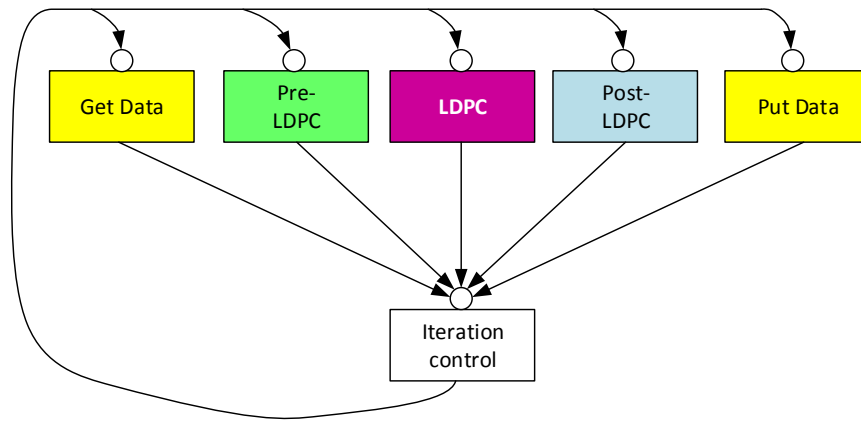 Get Data
Pre-
LDPC
LDPC
Post-
LDPC
Put Data
Iteration
control